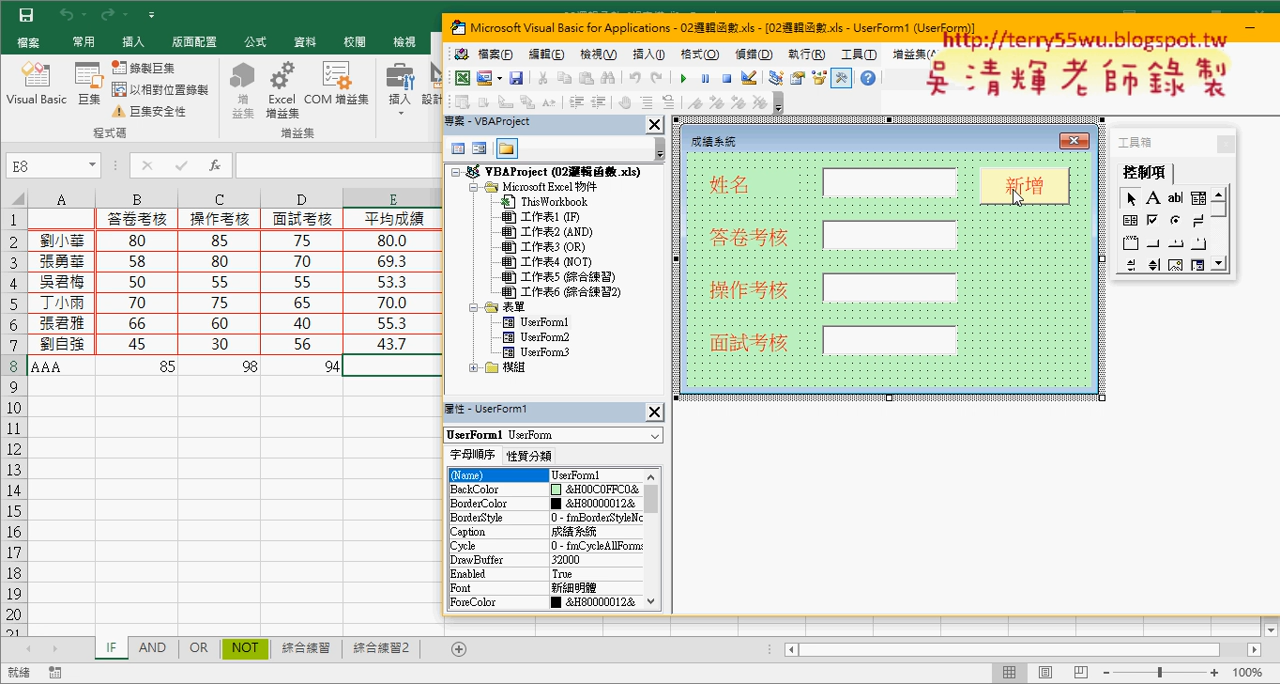 Microsoft Visual Basic for Applications - 02邏輯函數.xls - [02邏輯函數.xls - UserForm1 (UserForm)]
http://terry55wu.blogspot.tw
吳清輝老師錄製
檔案 常用 插入 版面配置 公式 資料 校閱 檢視
檔案(F) 編輯(E) 檢視(V) 插入(I) 格式(O) 偵錯(D) 執行(R) 工具(T) 增益集(A)
Visual Basic 巨集 錄製巨集 以相對位置錄製 巨集安全性
增益集 Excel 增益集 COM 增益集 插入
程式碼 增益集
E8
fx
A B C D E
1 答卷考核 操作考核 面試考核 平均成績
2 劉小華 80 85 75 80.0
3 張勇華 58 80 70 69.3
4 吳君梅 50 55 55 53.3
5 丁小雨 70 75 65 70.0
6 張君雅 66 60 40 55.3
7 劉自強 45 30 56 43.7
8 AAA 85 98 94
9
10
11
12
13
14
15
16
17
18
19
20
21
專案 - VBAProject
VBAProject (02邏輯函數.xls)
Microsoft Excel 物件
ThisWorkbook
工作表1 (IF)
工作表2 (AND)
工作表3 (OR)
工作表4 (NOT)
工作表5 (綜合練習)
工作表6 (綜合練習2)
表單
UserForm1
UserForm2
UserForm3
模組
屬性 - UserForm1
UserForm1 UserForm
字母順序 性質分類
(Name) UserForm1
BackColor &H00C0FFC0&
BorderColor &H80000012&
BorderStyle 0 - fmBorderStyleNo
Caption 成績系統
Cycle 0 - fmCycleAllForms
DrawBuffer 32000
Enabled True
Font 新細明體
ForeColor &H80000012&
成績系統
姓名 新增
答卷考核
操作考核
面試考核
工具箱
控制項
IF AND OR NOT 綜合練習 綜合練習2
就緒
100%